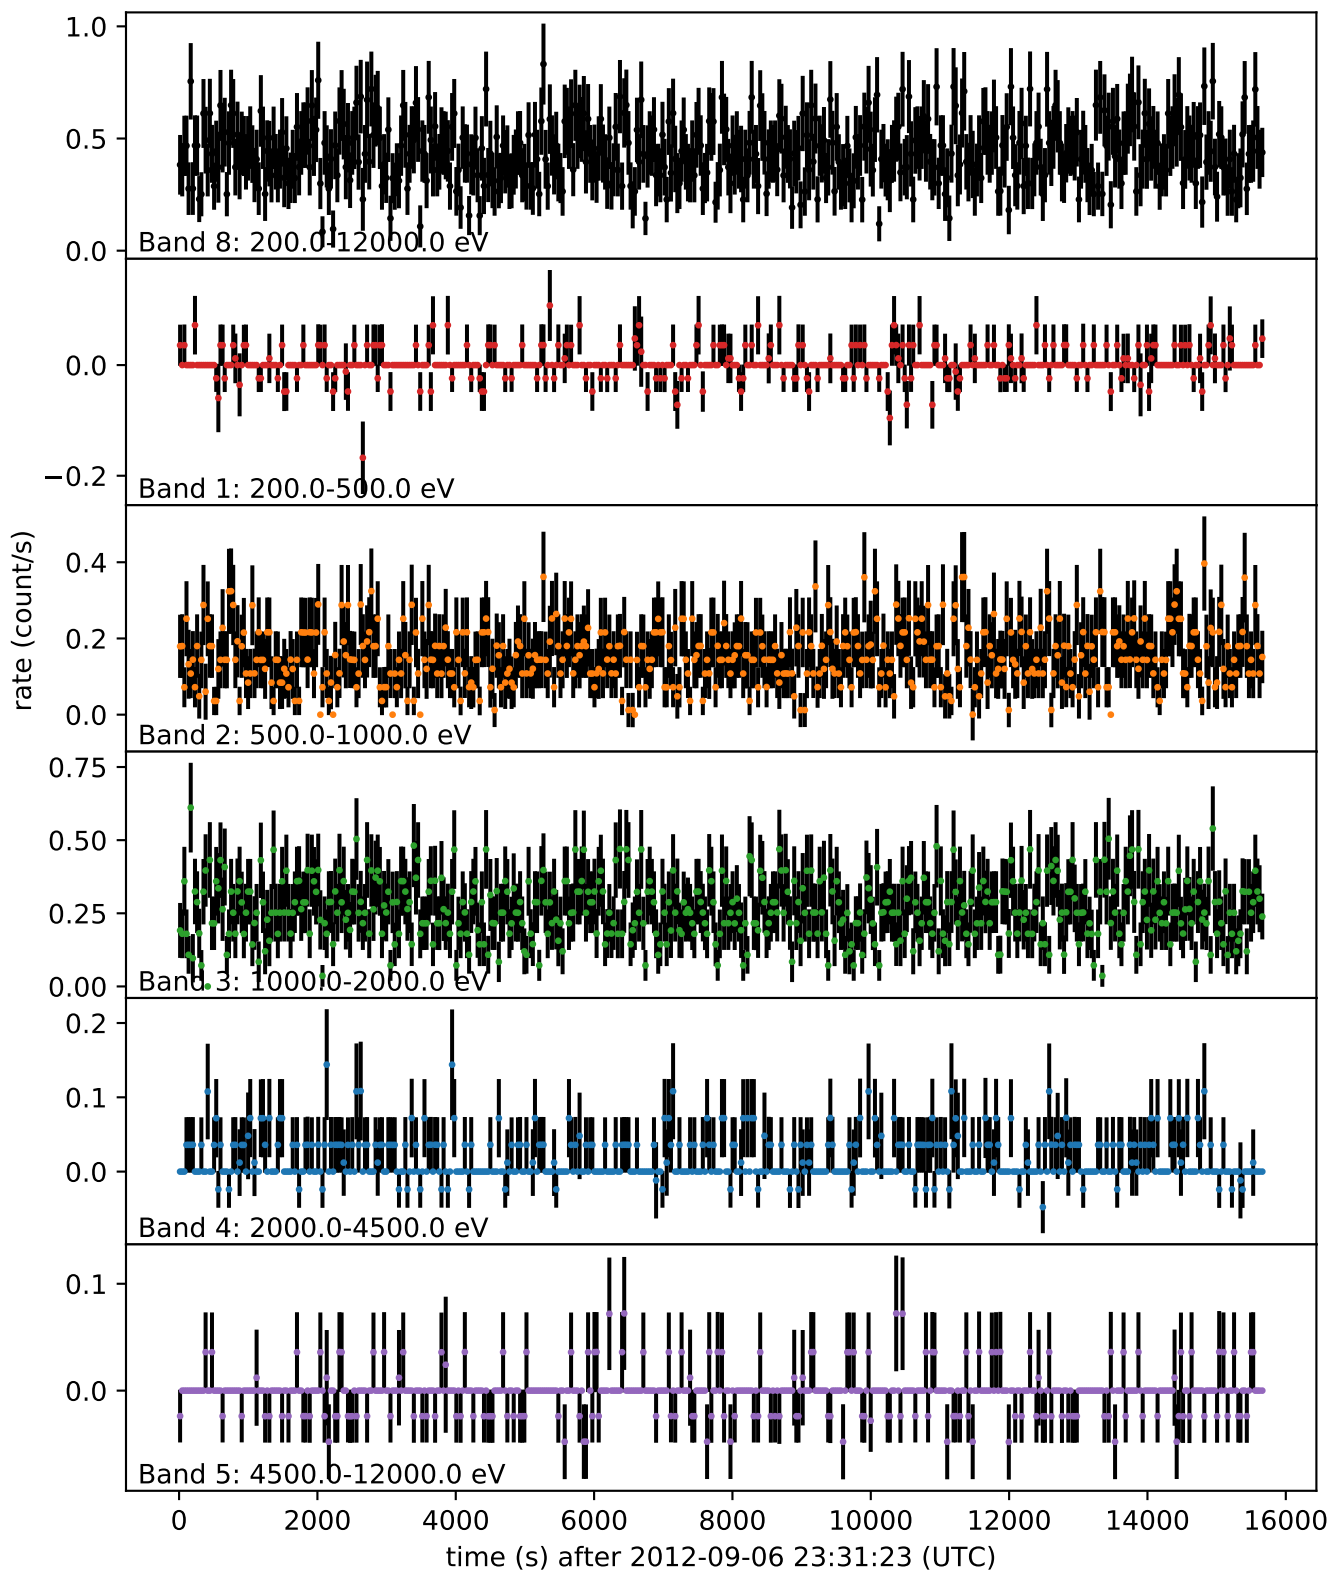 1.0
0.5
0.0
Band 8: 200.0-12000.0 eV
0.0
−0.2
Band 1: 200.0-500.0 eV
rate (count/s)
0.4
0.2
0.0
Band 2: 500.0-1000.0 eV
0.75
0.50
0.25
0.00
Band 3: 1000.0-2000.0 eV
0.2
0.1
0.0
Band 4: 2000.0-4500.0 eV
0.1
0.0
Band 5: 4500.0-12000.0 eV
0 2000 4000 6000 8000 10000 12000 14000 16000
time (s) after 2012-09-06 23:31:23 (UTC)